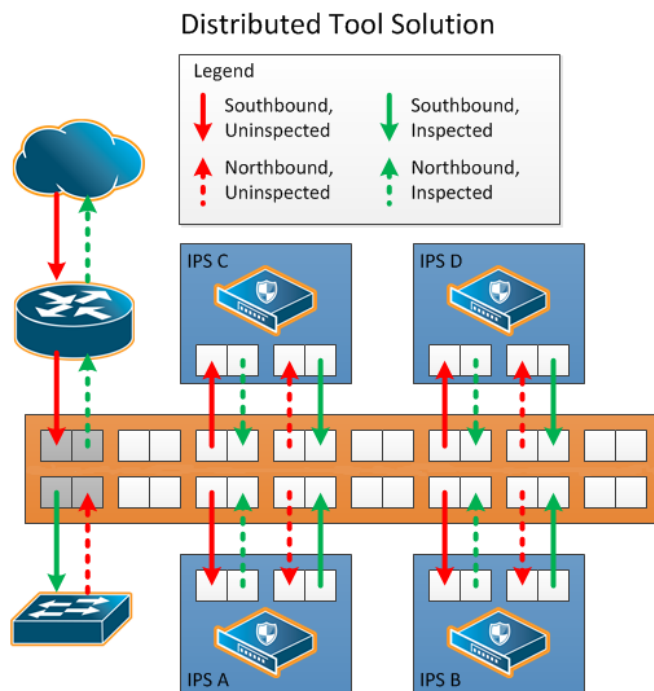 Distributed Tool Solution
Legend
Southbound,
Uninspected
Southbound,
Inspected
Northbound,
Uninspected
Northbound,
Inspected
IPS C
IPS D
IPS A
IPS B